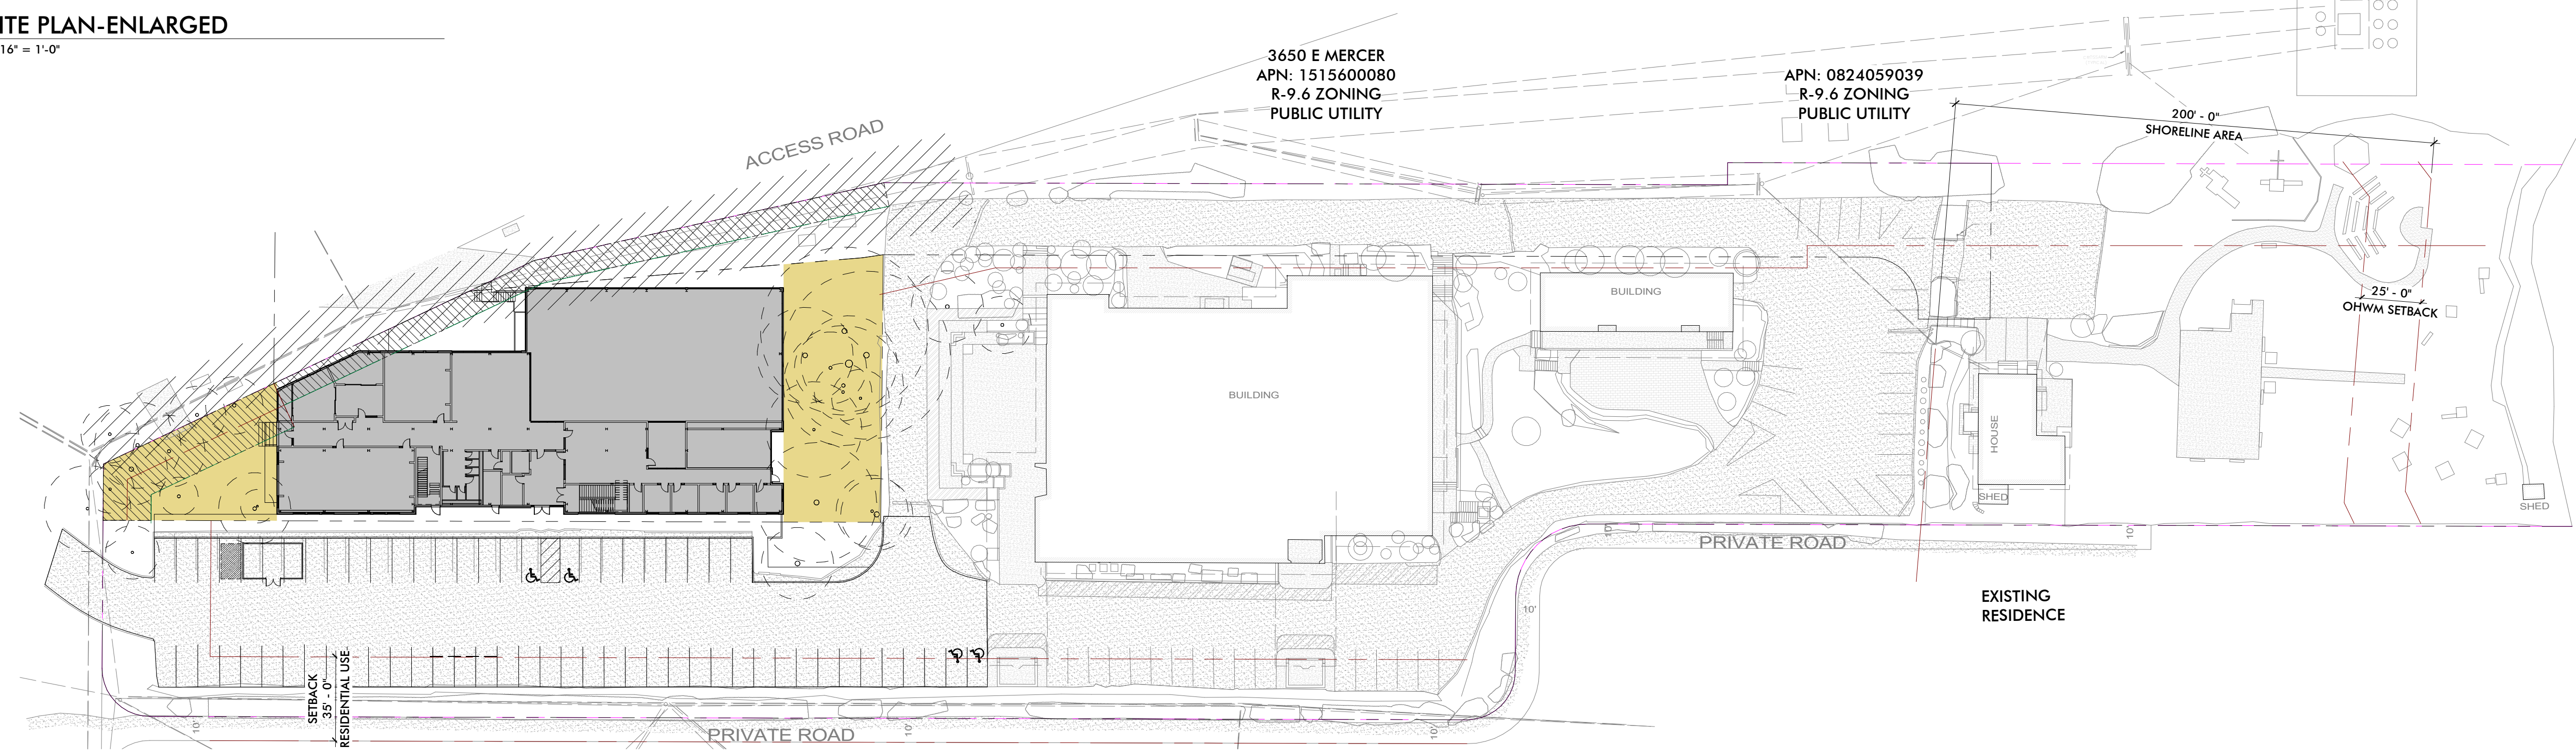 ITE PLAN-ENLARGED
16" = 1'-0"
3650 E MERCER
APN: 1515600080
R-9.6 ZONING
PUBLIC UTILITY
APN: 0824059039
R-9.6 ZONING
PUBLIC UTILITY
200' - 0"
SHORELINE AREA
ACCESS ROAD
BUILDING
25' - 0"
OHWM SETBACK
BUILDING
HOUSE
SHED
SHED
10'
10'
PRIVATE ROAD
EXISTING
RESIDENCE
10'
SETBACK
35' - 0"
RESIDENTIAL USE
10'
10'
10'
PRIVATE ROAD